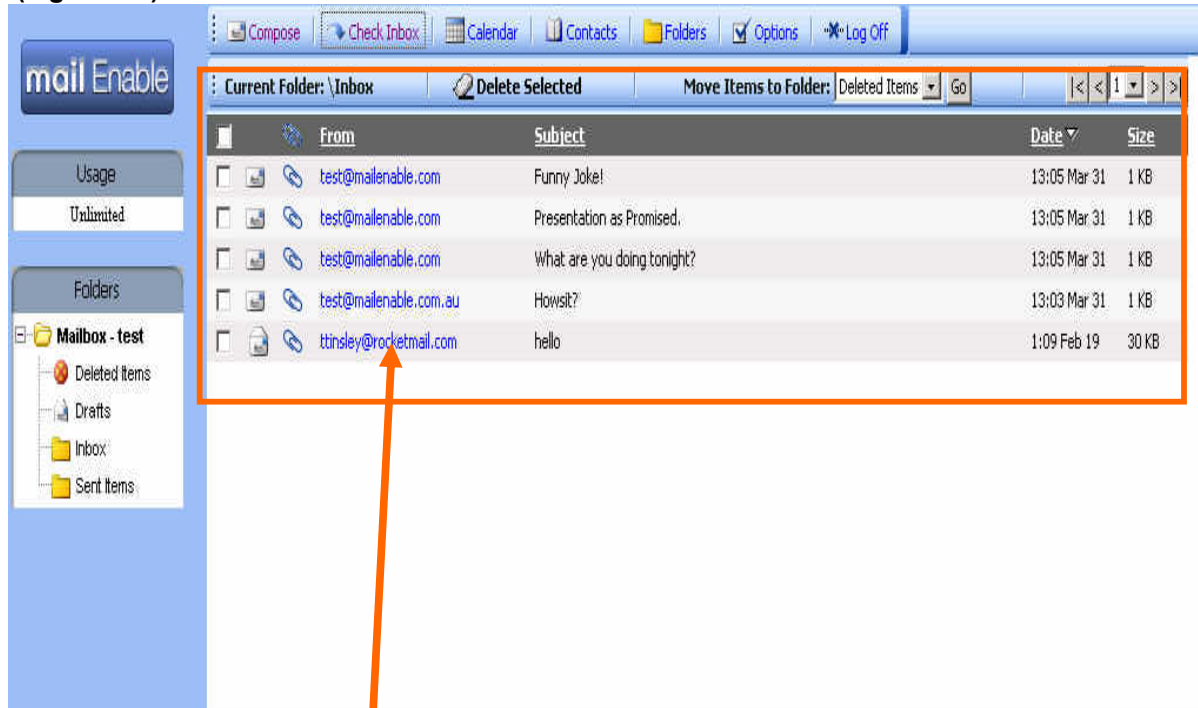 Compose Check Inbox Calendar Contacts Folders Options Log Off
mail Enable
Current Folder: \Inbox Delete Selected Move Items to Folder: Deleted Items Go |< < 1 > >|
From Subject Date Size
Usage
Unlimited
test@mailenable.com Funny Joke! 13:05 Mar 31 1 KB
test@mailenable.com Presentation as Promised. 13:05 Mar 31 1 KB
test@mailenable.com What are you doing tonight? 13:05 Mar 31 1 KB
test@mailenable.com.au Howsit? 13:03 Mar 31 1 KB
ttinsley@rocketmail.com hello 1:09 Feb 19 30 KB
Folders
Mailbox - test
Deleted Items
Drafts
Inbox
Sent Items